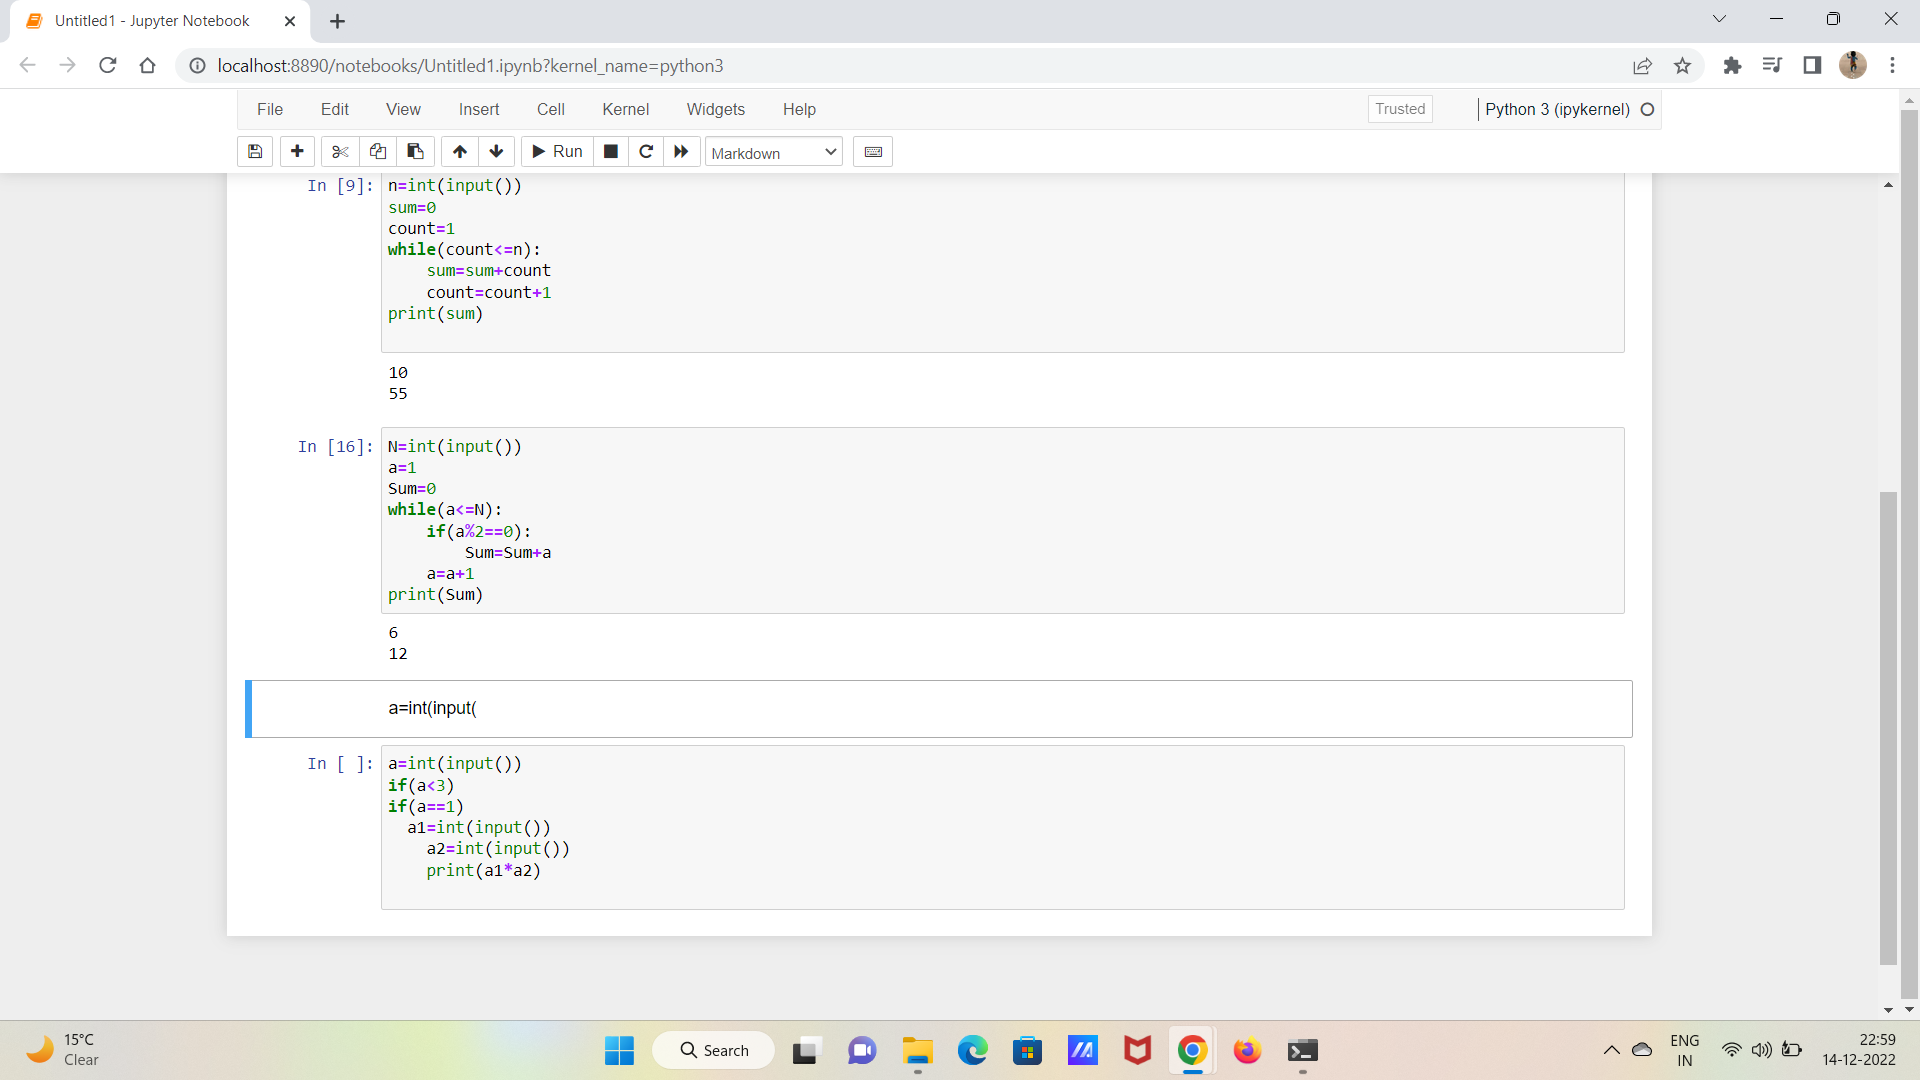 Untitled1 - Jupyter Notebook
localhost:8890/notebooks/Untitled1.ipynb?kernel_name=python3
File Edit View Insert Cell Kernel Widgets Help Trusted Python 3 (ipykernel)
Run Markdown
In [9]: n=int(input())
sum=0
count=1
while(count<=n):
    sum=sum+count
    count=count+1
print(sum)
10
55
In [16]: N=int(input())
a=1
Sum=0
while(a<=N):
    if(a%2==0):
        Sum=Sum+a
    a=a+1
print(Sum)
6
12
a=int(input(
In [ ]: a=int(input())
if(a<3)
if(a==1)
  a1=int(input())
    a2=int(input())
    print(a1*a2)
15°C
Clear
Search
ENG
IN
22:59
14-12-2022